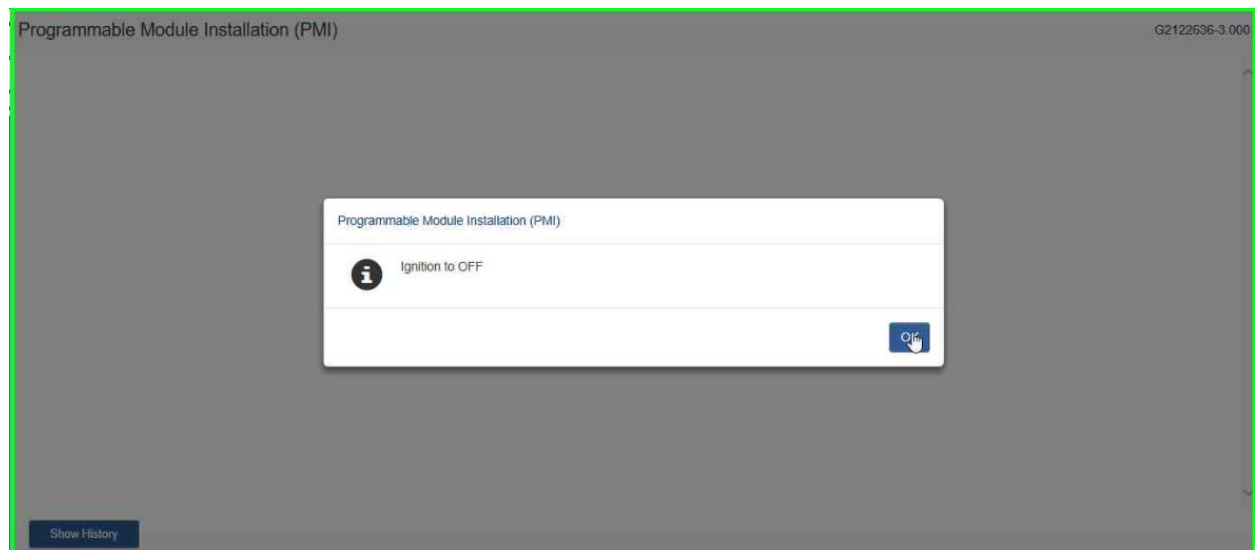 Programmable Module Installation (PMI)
G2122636-3.000
Programmable Module Installation (PMI)
Ignition to OFF
OK
Show History